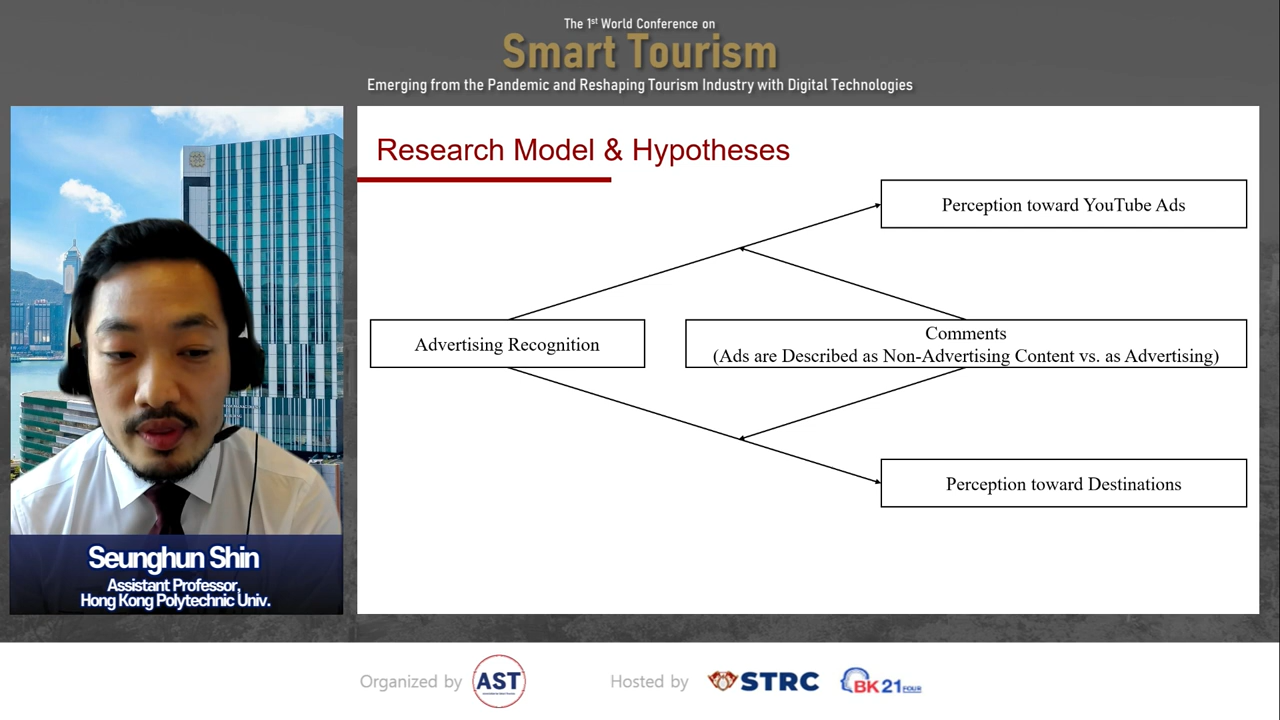 The 1st World Conference on
Smart Tourism
Emerging from the Pandemic and Reshaping Tourism Industry with Digital Technologies
Research Model & Hypotheses
Perception toward YouTube Ads
Advertising Recognition
Comments
(Ads are Described as Non-Advertising Content vs. as Advertising)
Perception toward Destinations
Seunghun Shin
Assistant Professor,
Hong Kong Polytechnic Univ.
Organized by AST
Hosted by STRC BK21 FOUR